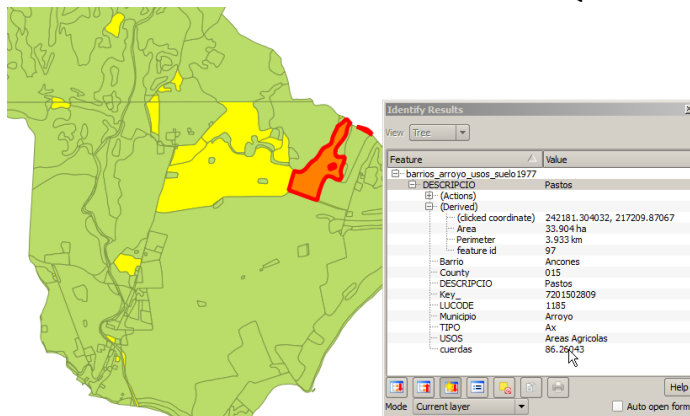 Identify Results
View Tree
Feature Value
barrios_arroyo_usos_suelo1977
DESCRIPCIO Pastos
(Actions)
(Derived)
(clicked coordinate) 242181.304032, 217209.87067
Area 33.904 ha
Perimeter 3.933 km
feature id 97
Barrio Ancones
County 015
DESCRIPCIO Pastos
Key_ 7201502809
LUCODE 1185
Municipio Arroyo
TIPO Ax
USOS Areas Agricolas
cuerdas 86.26043
Help
Mode Current layer Auto open form